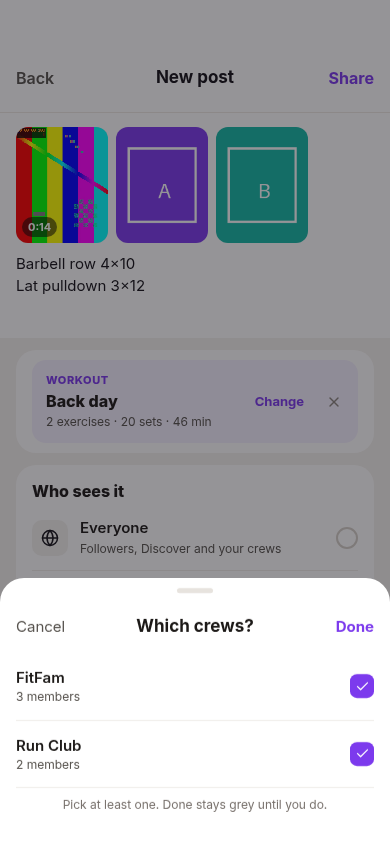 Back
New post
Share
0:14
A
B
Barbell row 4×10
Lat pulldown 3×12
WORKOUT
Back day
Change
2 exercises · 20 sets · 46 min
Who sees it
Everyone
Followers, Discover and your crews
Cancel
Which crews?
Done
FitFam
3 members
Run Club
2 members
Pick at least one. Done stays grey until you do.